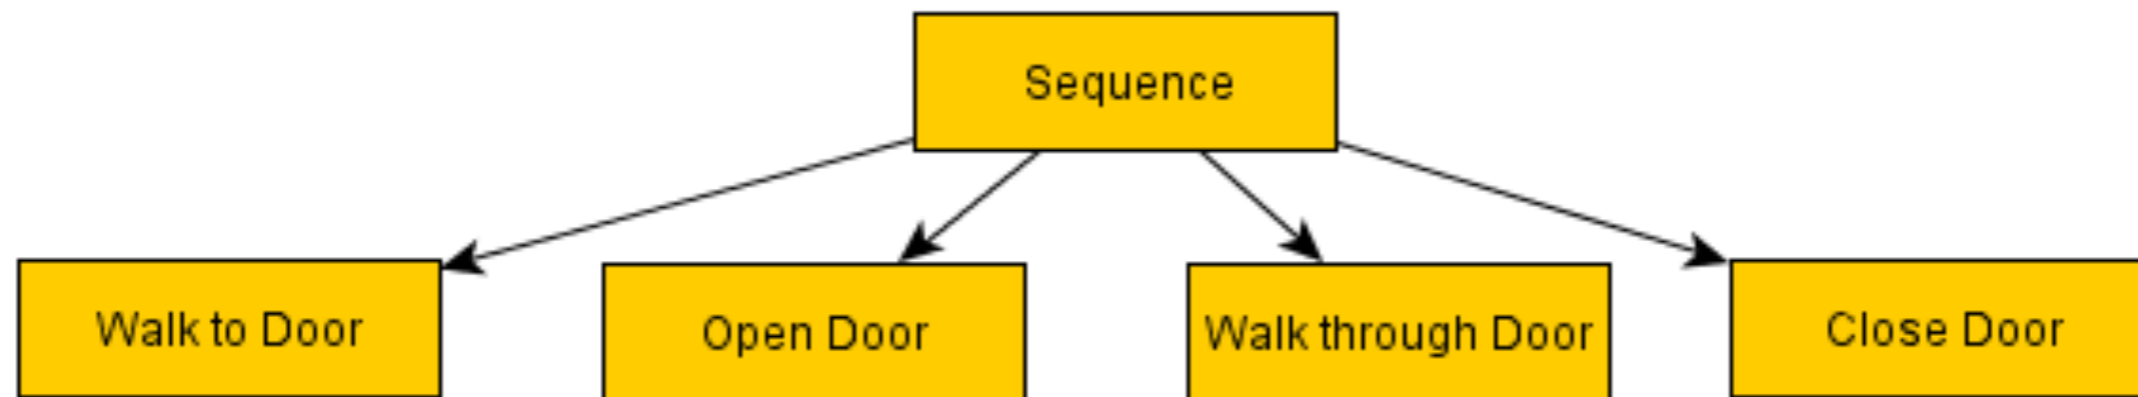 Sequence
Walk to Door
Open Door
Walk through Door
Close Door